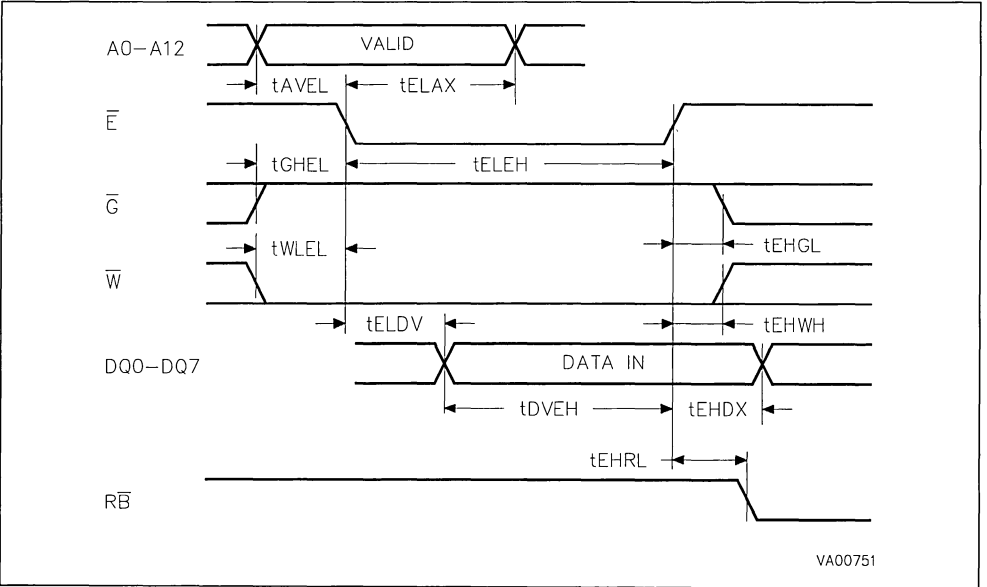 A0–A12 VALID
tAVEL tELAX
E̅
tGHEL tELEH
G̅
tWLEL tEHGL
W̅
tELDV tEHWH
DQ0–DQ7 DATA IN
tDVEH tEHDX
tEHRL
RB̅
VA00751